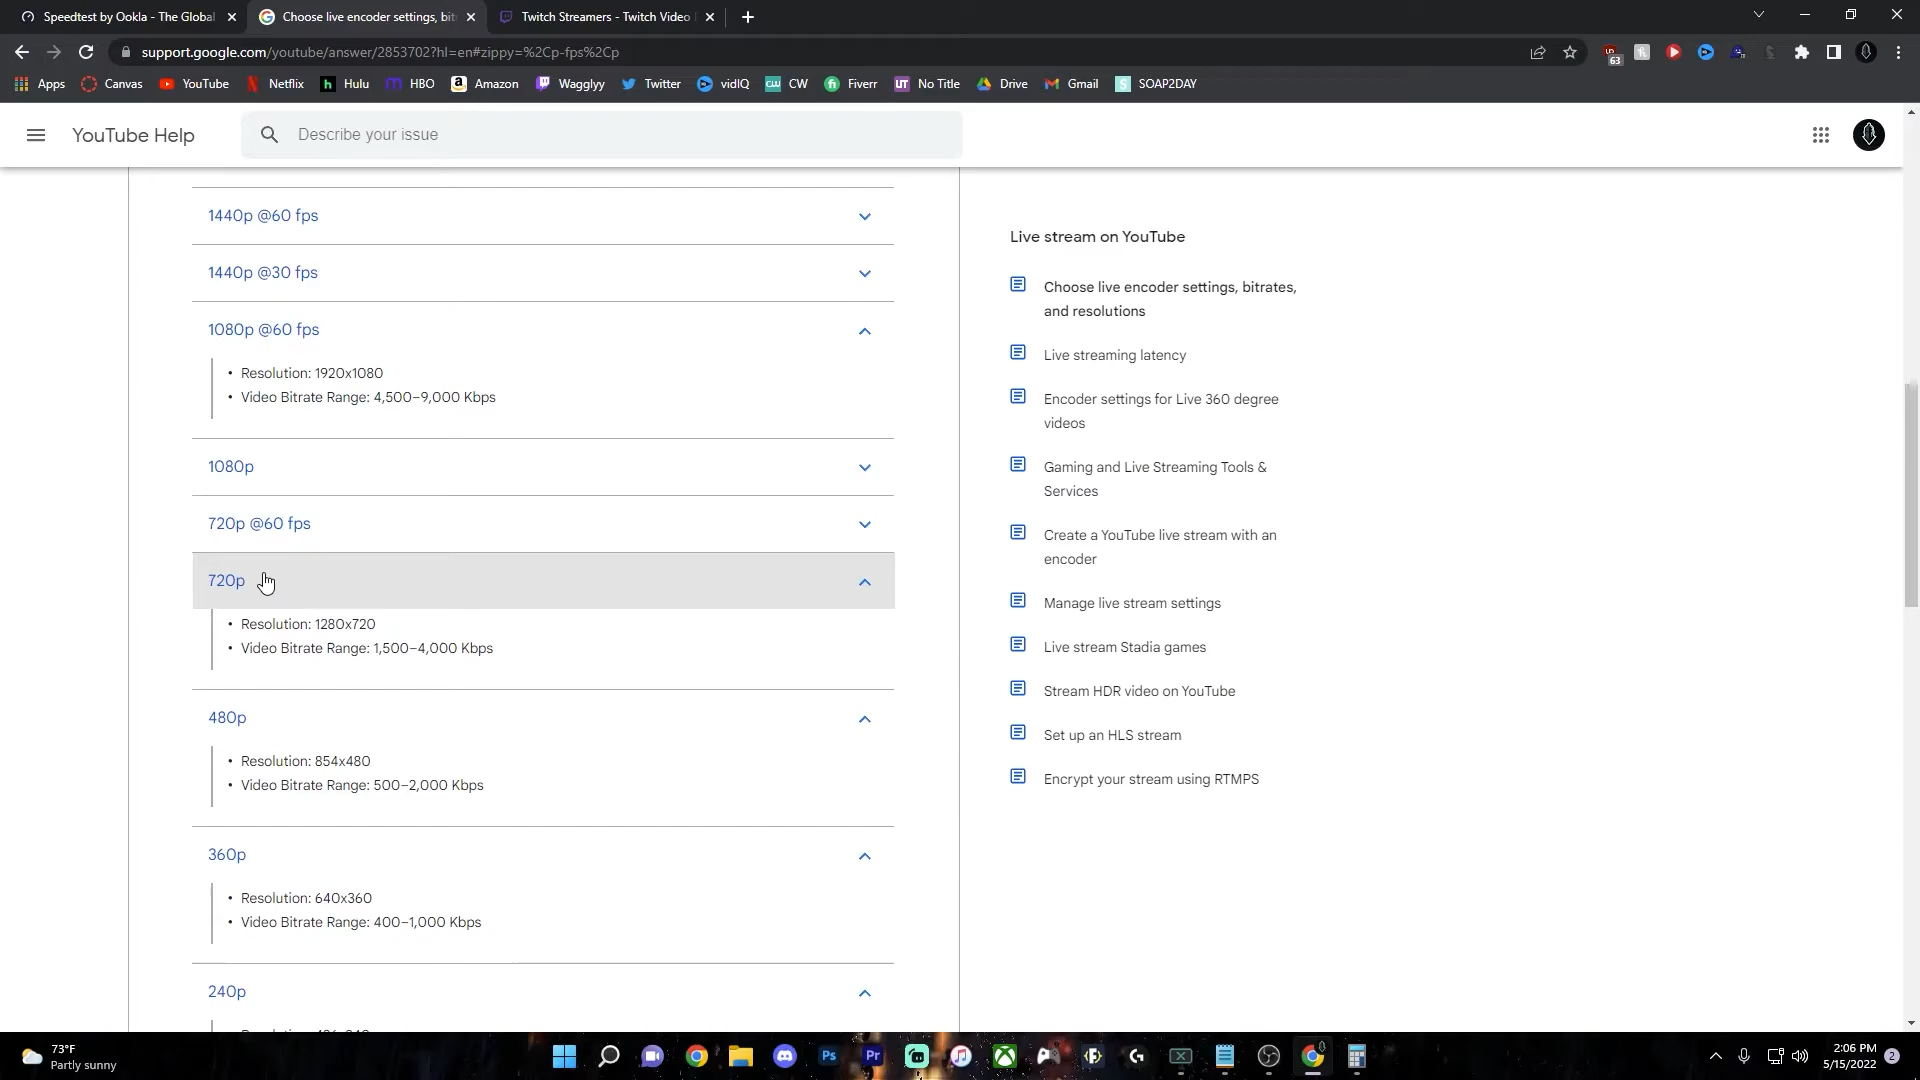 Speedtest by Ookla - The Global
Choose live encoder settings, bit
Twitch Streamers - Twitch Video
support.google.com/youtube/answer/2853702?hl=en#zippy=%2Cp-fps%2Cp
63
Apps
Canvas
YouTube
Netflix
Hulu
HBO
Amazon
Wagglyy
Twitter
vidIQ
CW
Fiverr
UT
No Title
Drive
Gmail
SOAP2DAY
YouTube Help
Describe your issue
1440p @60 fps
1440p @30 fps
1080p @60 fps
• Resolution: 1920x1080
• Video Bitrate Range: 4,500–9,000 Kbps
1080p
720p @60 fps
720p
• Resolution: 1280x720
• Video Bitrate Range: 1,500–4,000 Kbps
480p
• Resolution: 854x480
• Video Bitrate Range: 500–2,000 Kbps
360p
• Resolution: 640x360
• Video Bitrate Range: 400–1,000 Kbps
240p
Live stream on YouTube
Choose live encoder settings, bitrates,
and resolutions
Live streaming latency
Encoder settings for Live 360 degree
videos
Gaming and Live Streaming Tools &
Services
Create a YouTube live stream with an
encoder
Manage live stream settings
Live stream Stadia games
Stream HDR video on YouTube
Set up an HLS stream
Encrypt your stream using RTMPS
73°F
Partly sunny
Ps
Pr
2:06 PM
5/15/2022
2